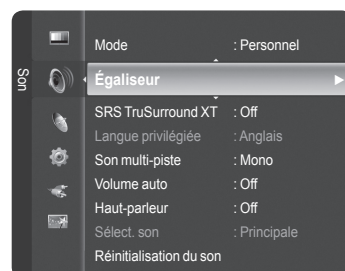 Son
Mode : Personnel
Égaliseur
SRS TruSurround XT : Off
Langue privilégiée : Anglais
Son multi-piste : Mono
Volume auto : Off
Haut-parleur : Off
Sélect. son : Principale
Réinitialisation du son